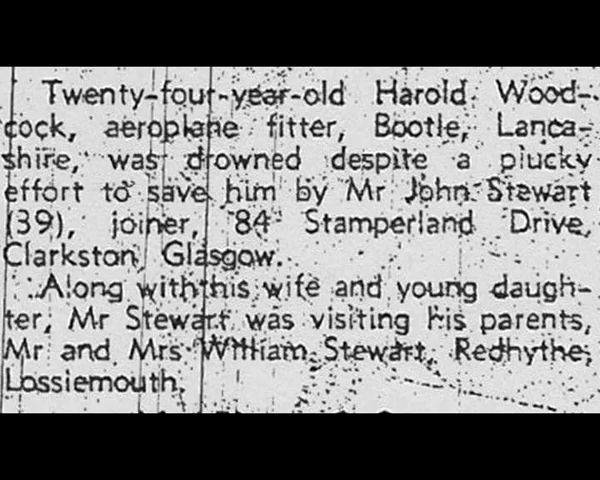 Twenty-four-year-old Harold Wood-
cock, aeroplane fitter, Bootle, Lanca-
shire, was drowned despite a plucky
effort to save him by Mr John Stewart
(39), joiner, 84 Stamperland Drive,
Clarkston, Glasgow.
Along with his wife and young daugh-
ter, Mr Stewart was visiting his parents,
Mr and Mrs William Stewart, Redhythe,
Lossiemouth.